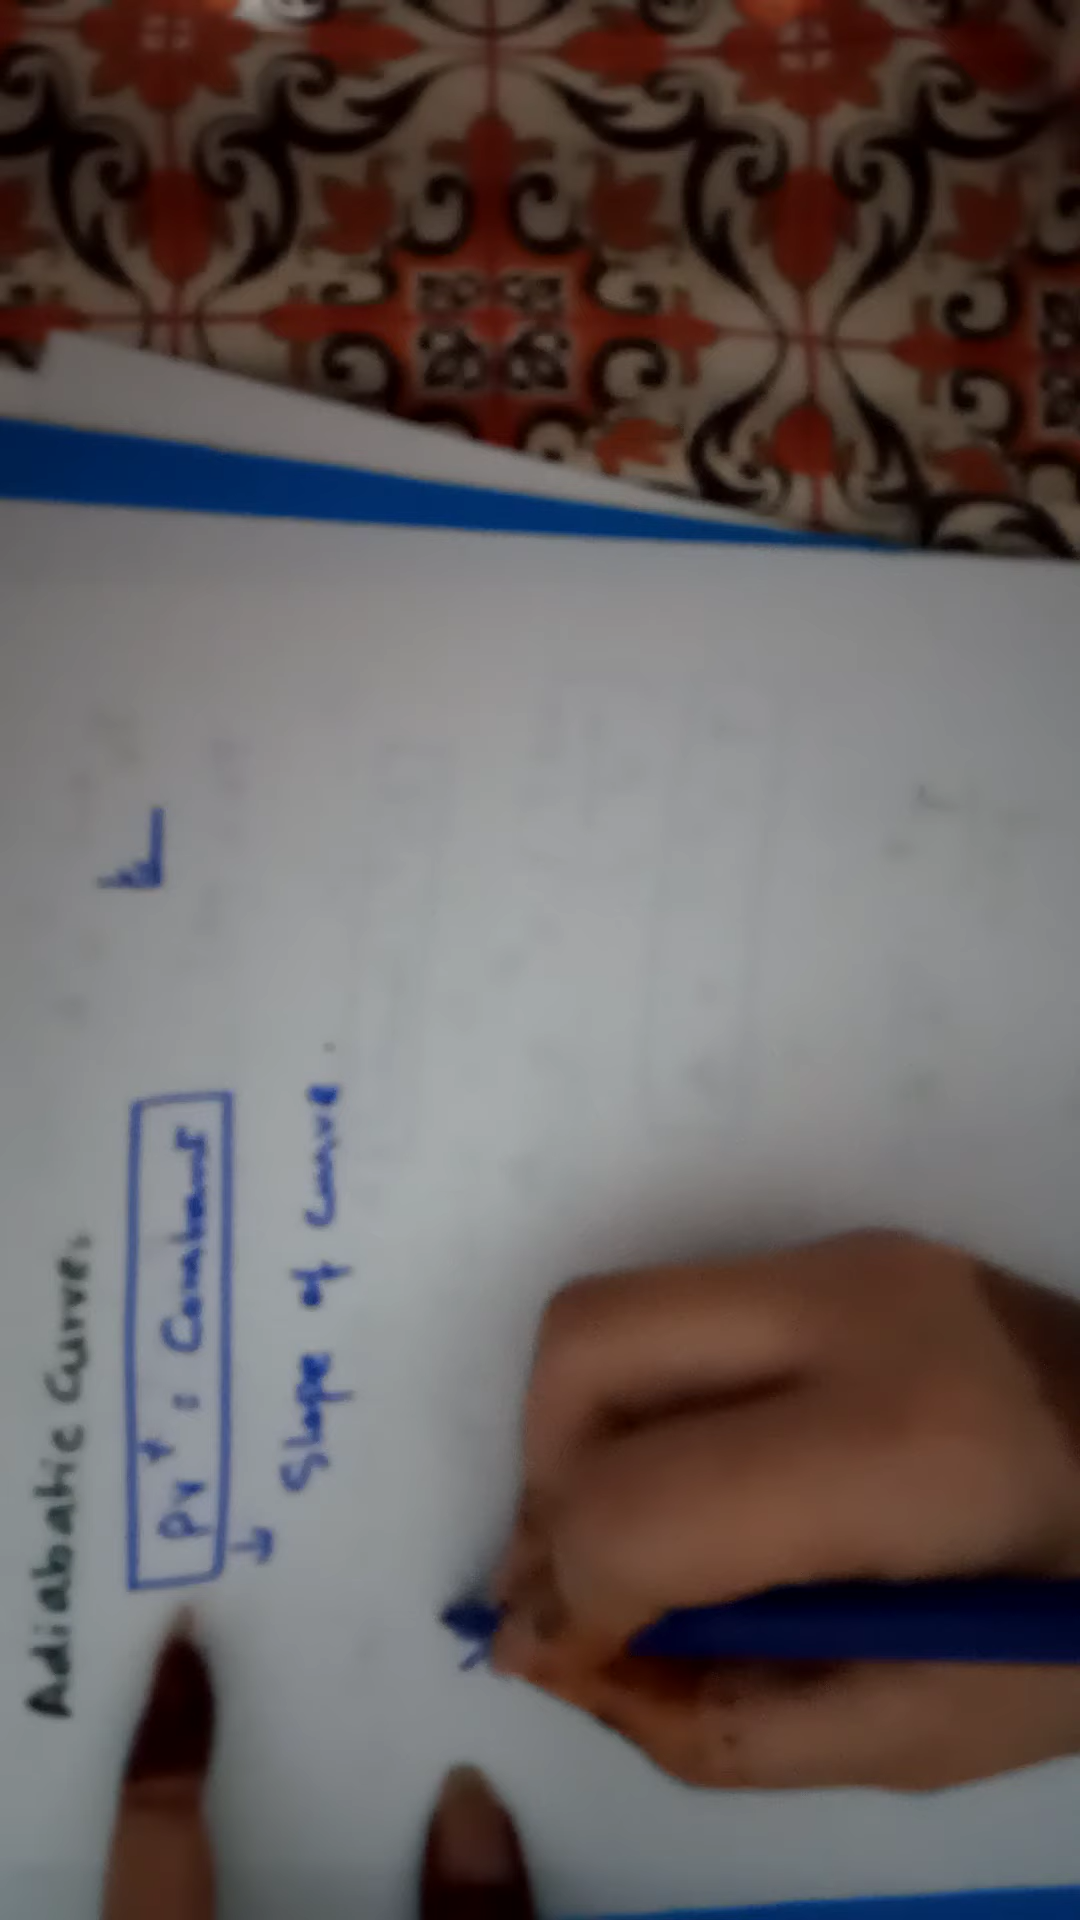 Adiabatic Curve:
PV^γ = Constant
↓
Slope of curve.